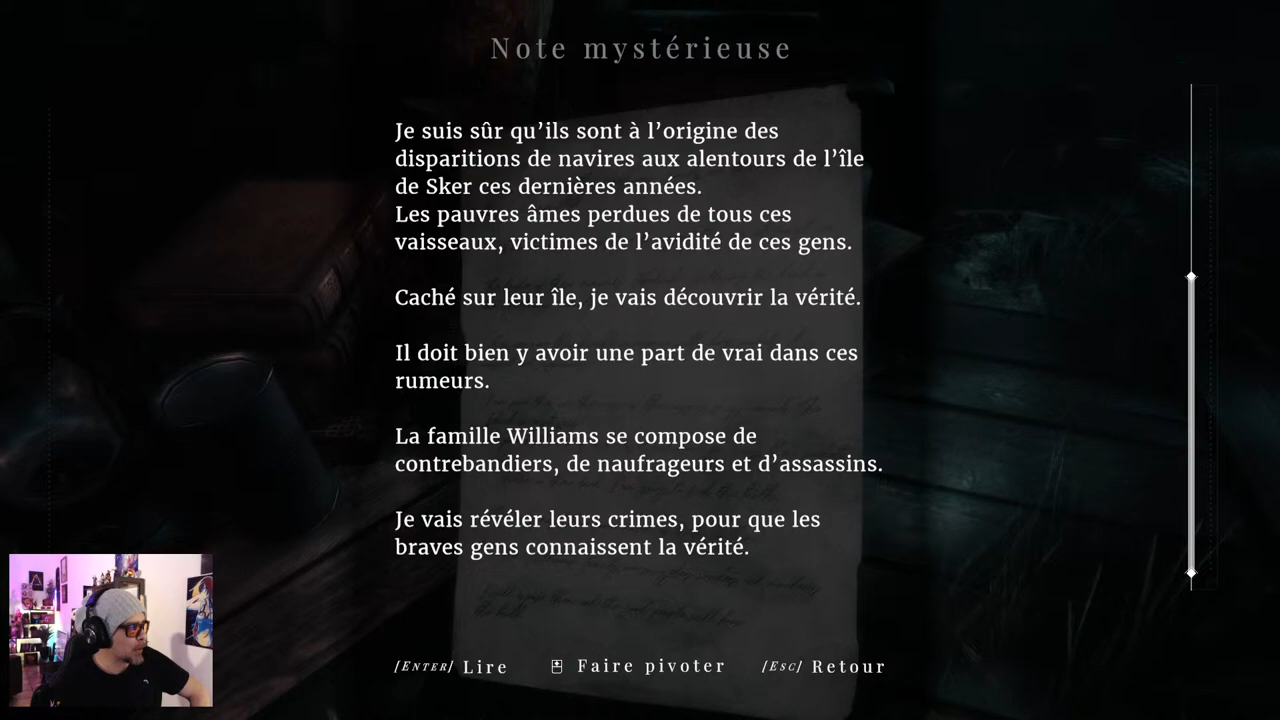 Note mystérieuse
Je suis sûr qu’ils sont à l’origine des
disparitions de navires aux alentours de l’île
de Sker ces dernières années.
Les pauvres âmes perdues de tous ces
vaisseaux, victimes de l’avidité de ces gens.
Caché sur leur île, je vais découvrir la vérité.
Il doit bien y avoir une part de vrai dans ces
rumeurs.
La famille Williams se compose de
contrebandiers, de naufrageurs et d’assassins.
Je vais révéler leurs crimes, pour que les
braves gens connaissent la vérité.
[ENTER] Lire Faire pivoter [ESC] Retour